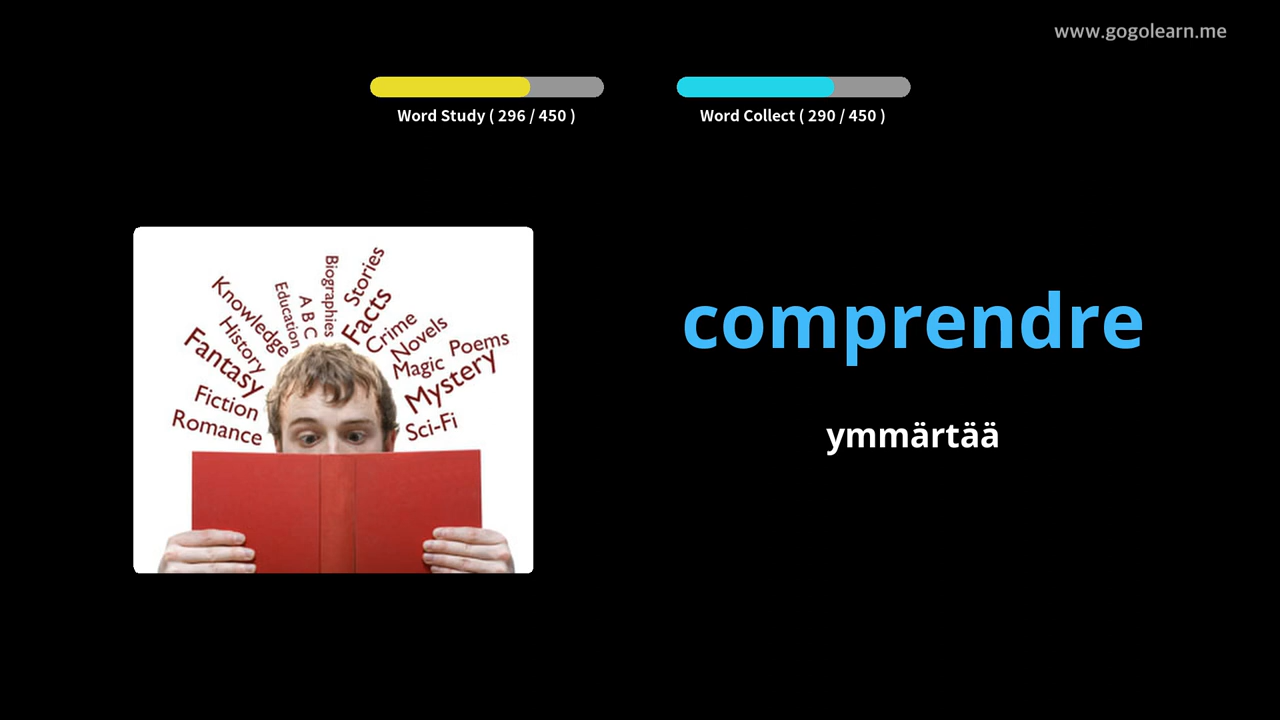 www.gogolearn.me
Word Study ( 296 / 450 )
Word Collect ( 290 / 450 )
Biographies
Stories
Education
A B C
Facts
Knowledge
Crime
History
Novels
Fantasy
Magic
Poems
Mystery
Fiction
Romance
Sci-Fi
comprendre
ymmärtää